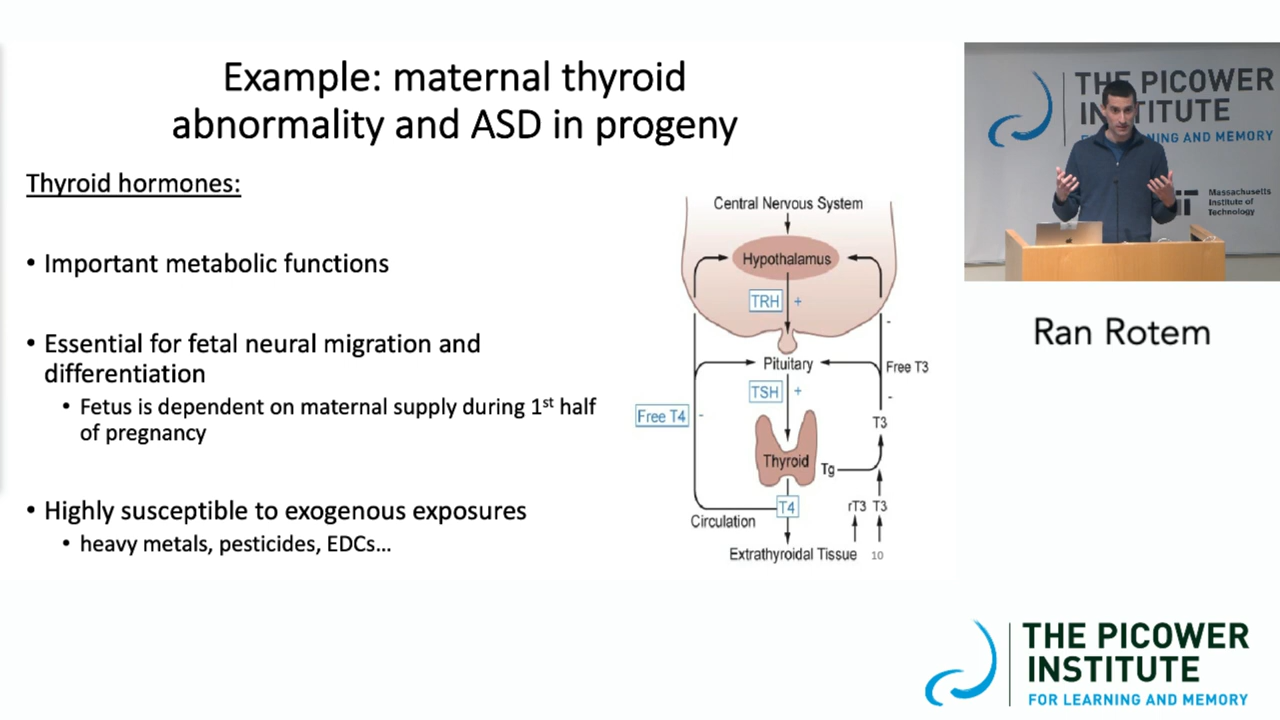 Example: maternal thyroid
abnormality and ASD in progeny
Thyroid hormones:
• Important metabolic functions
• Essential for fetal neural migration and
differentiation
• Fetus is dependent on maternal supply during 1st half
of pregnancy
• Highly susceptible to exogenous exposures
• heavy metals, pesticides, EDCs...
Central Nervous System
Hypothalamus
TRH +
-
Pituitary
Free T3
TSH +
-
Free T4 -
T3
Thyroid
Tg
T4
rT3 T3
Circulation
Extrathyroidal Tissue
10
THE PICOWER
INSTITUTE
FOR LEARNING AND MEMORY
Massachusetts
Institute of
Technology
Ran Rotem
THE PICOWER
INSTITUTE
FOR LEARNING AND MEMORY